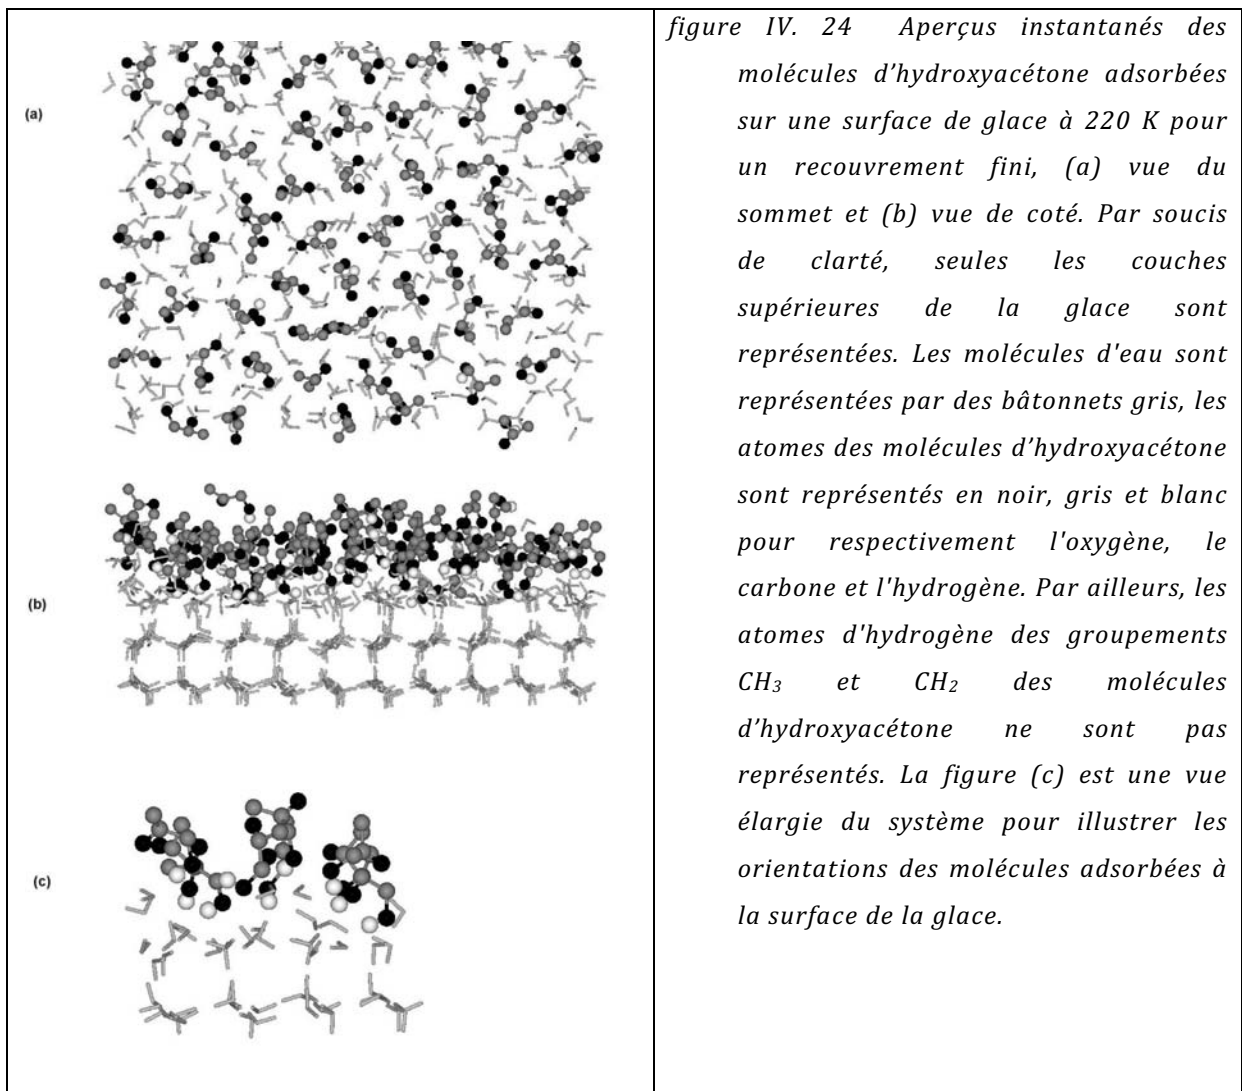 (a)
(b)
(c)
figure IV. 24 Aperçus instantanés des
molécules d’hydroxyacétone adsorbées
sur une surface de glace à 220 K pour
un recouvrement fini, (a) vue du
sommet et (b) vue de coté. Par soucis
de clarté, seules les couches
supérieures de la glace sont
représentées. Les molécules d'eau sont
représentées par des bâtonnets gris, les
atomes des molécules d’hydroxyacétone
sont représentés en noir, gris et blanc
pour respectivement l'oxygène, le
carbone et l'hydrogène. Par ailleurs, les
atomes d'hydrogène des groupements
CH₃ et CH₂ des molécules
d’hydroxyacétone ne sont pas
représentés. La figure (c) est une vue
élargie du système pour illustrer les
orientations des molécules adsorbées à
la surface de la glace.